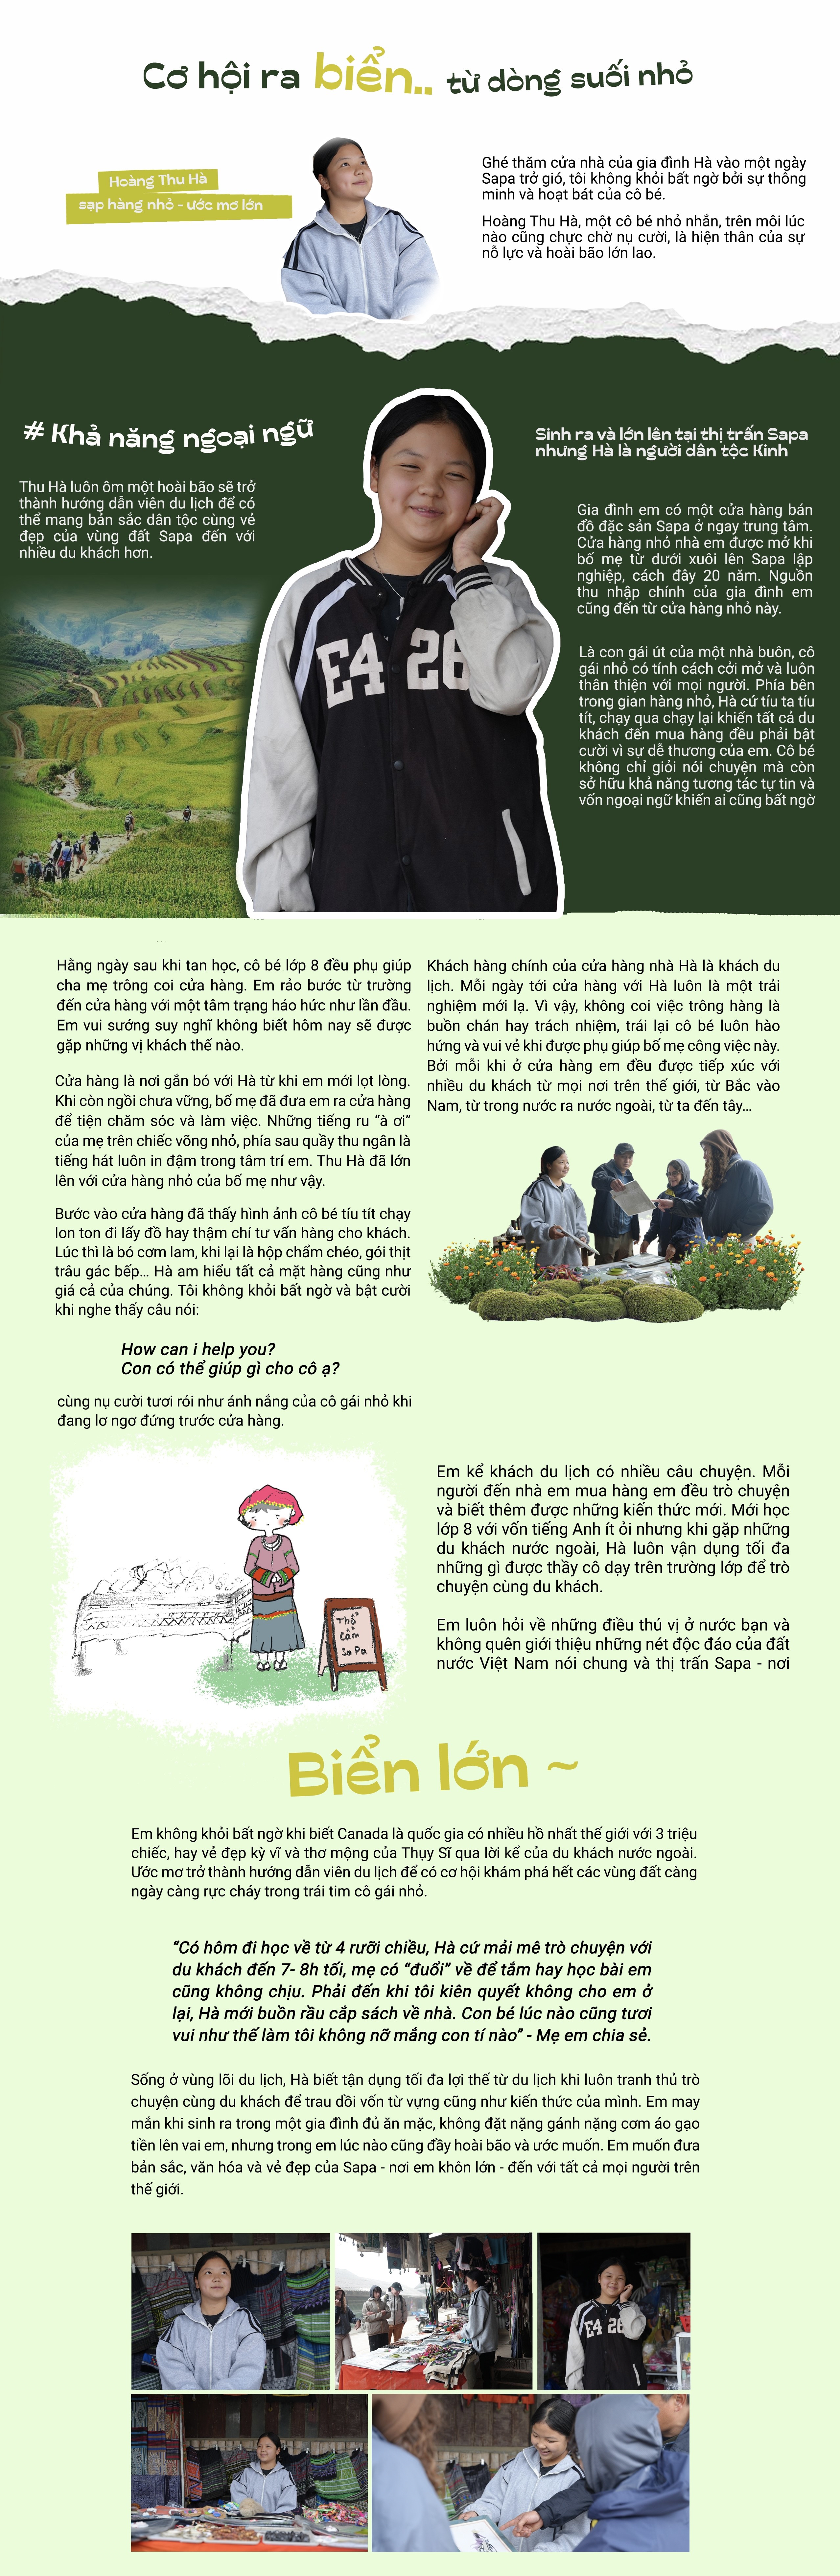 Cơ hội ra biển.. từ dòng suối nhỏ
Hoàng Thu Hà
sạp hàng nhỏ - ước mơ lớn
Ghé thăm cửa nhà của gia đình Hà vào một ngày
Sapa trở gió, tôi không khỏi bất ngờ bởi sự thông
minh và hoạt bát của cô bé.
Hoàng Thu Hà, một cô bé nhỏ nhắn, trên môi lúc
nào cũng chực chờ nụ cười, là hiện thân của sự
nỗ lực và hoài bão lớn lao.
# Khả năng ngoại ngữ
Thu Hà luôn ôm một hoài bão sẽ trở
thành hướng dẫn viên du lịch để có
thể mang bản sắc dân tộc cùng vẻ
đẹp của vùng đất Sapa đến với
nhiều du khách hơn.
E4 26
Sinh ra và lớn lên tại thị trấn Sapa
nhưng Hà là người dân tộc Kinh
Gia đình em có một cửa hàng bán
đồ đặc sản Sapa ở ngay trung tâm.
Cửa hàng nhỏ nhà em được mở khi
bố mẹ từ dưới xuôi lên Sapa lập
nghiệp, cách đây 20 năm. Nguồn
thu nhập chính của gia đình em
cũng đến từ cửa hàng nhỏ này.
Là con gái út của một nhà buôn, cô
gái nhỏ có tính cách cởi mở và luôn
thân thiện với mọi người. Phía bên
trong gian hàng nhỏ, Hà cứ tíu ta tíu
tít, chạy qua chạy lại khiến tất cả du
khách đến mua hàng đều phải bật
cười vì sự dễ thương của em. Cô bé
không chỉ giỏi nói chuyện mà còn
sở hữu khả năng tương tác tự tin và
vốn ngoại ngữ khiến ai cũng bất ngờ
Hằng ngày sau khi tan học, cô bé lớp 8 đều phụ giúp
cha mẹ trông coi cửa hàng. Em rảo bước từ trường
đến cửa hàng với một tâm trạng háo hức như lần đầu.
Em vui sướng suy nghĩ không biết hôm nay sẽ được
gặp những vị khách thế nào.
Cửa hàng là nơi gắn bó với Hà từ khi em mới lọt lòng.
Khi còn ngồi chưa vững, bố mẹ đã đưa em ra cửa hàng
để tiện chăm sóc và làm việc. Những tiếng ru “à ơi”
của mẹ trên chiếc võng nhỏ, phía sau quầy thu ngân là
tiếng hát luôn in đậm trong tâm trí em. Thu Hà đã lớn
lên với cửa hàng nhỏ của bố mẹ như vậy.
Bước vào cửa hàng đã thấy hình ảnh cô bé tíu tít chạy
lon ton đi lấy đồ hay thậm chí tư vấn hàng cho khách.
Lúc thì là bó cơm lam, khi lại là hộp chẩm chéo, gói thịt
trâu gác bếp... Hà am hiểu tất cả mặt hàng cũng như
giá cả của chúng. Tôi không khỏi bất ngờ và bật cười
khi nghe thấy câu nói:
How can i help you?
Con có thể giúp gì cho cô ạ?
cùng nụ cười tươi rói như ánh nắng của cô gái nhỏ khi
đang lơ ngơ đứng trước cửa hàng.
Khách hàng chính của cửa hàng nhà Hà là khách du
lịch. Mỗi ngày tới cửa hàng với Hà luôn là một trải
nghiệm mới lạ. Vì vậy, không coi việc trông hàng là
buồn chán hay trách nhiệm, trái lại cô bé luôn hào
hứng và vui vẻ khi được phụ giúp bố mẹ công việc này.
Bởi mỗi khi ở cửa hàng em đều được tiếp xúc với
nhiều du khách từ mọi nơi trên thế giới, từ Bắc vào
Nam, từ trong nước ra nước ngoài, từ ta đến tây...
Thổ
cẩm
Sa Pa
Em kể khách du lịch có nhiều câu chuyện. Mỗi
người đến nhà em mua hàng em đều trò chuyện
và biết thêm được những kiến thức mới. Mới học
lớp 8 với vốn tiếng Anh ít ỏi nhưng khi gặp những
du khách nước ngoài, Hà luôn vận dụng tối đa
những gì được thầy cô dạy trên trường lớp để trò
chuyện cùng du khách.
Em luôn hỏi về những điều thú vị ở nước bạn và
không quên giới thiệu những nét độc đáo của đất
nước Việt Nam nói chung và thị trấn Sapa - nơi
Biển lớn ~
Em không khỏi bất ngờ khi biết Canada là quốc gia có nhiều hồ nhất thế giới với 3 triệu
chiếc, hay vẻ đẹp kỳ vĩ và thơ mộng của Thụy Sĩ qua lời kể của du khách nước ngoài.
Ước mơ trở thành hướng dẫn viên du lịch để có cơ hội khám phá hết các vùng đất càng
ngày càng rực cháy trong trái tim cô gái nhỏ.
“Có hôm đi học về từ 4 rưỡi chiều, Hà cứ mải mê trò chuyện với
du khách đến 7- 8h tối, mẹ có “đuổi” về để tắm hay học bài em
cũng không chịu. Phải đến khi tôi kiên quyết không cho em ở
lại, Hà mới buồn rầu cắp sách về nhà. Con bé lúc nào cũng tươi
vui như thế làm tôi không nỡ mắng con tí nào” - Mẹ em chia sẻ.
Sống ở vùng lõi du lịch, Hà biết tận dụng tối đa lợi thế từ du lịch khi luôn tranh thủ trò
chuyện cùng du khách để trau dồi vốn từ vựng cũng như kiến thức của mình. Em may
mắn khi sinh ra trong một gia đình đủ ăn mặc, không đặt nặng gánh nặng cơm áo gạo
tiền lên vai em, nhưng trong em lúc nào cũng đầy hoài bão và ước muốn. Em muốn đưa
bản sắc, văn hóa và vẻ đẹp của Sapa - nơi em khôn lớn - đến với tất cả mọi người trên
thế giới.
E4 26